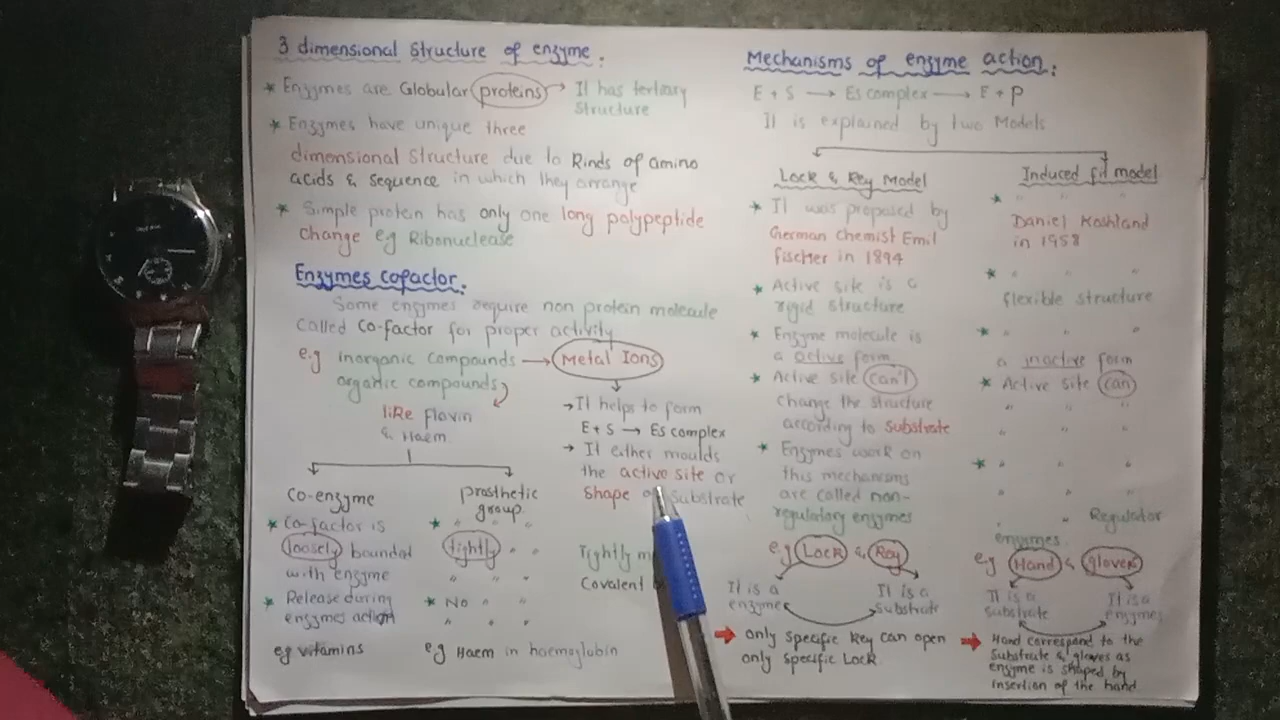 3 dimensional Structure of enzyme.
* Enzymes are Globular proteins → It has tertiary
structure
* Enzymes have unique three
dimensional structure due to Kinds of amino
acids & sequence in which they arrange
* Simple protein has only one long polypeptide
change e.g Ribonuclease
Enzymes cofactor.
Some enzymes require non protein molecule
called Co-factor for proper activity
e.g inorganic compounds → Metal Ions
organic compounds
like flavin
& Haem
→ It helps to form
E+S → Es complex
→ It either moulds
the active site or
Shape of Substrate
Co-enzyme
* Co-factor is
loosely bounded
with enzyme
* Release during
enzymes action
eg vitamins
prosthetic
group
* " " "
tightly " "
" " "
* No " "
" " "
eg Haem in haemoglobin
Tightly
Covalent
Mechanisms of enzyme action.
E + S → Es complex → E + P
It is explained by two Models
Lock & Key Model
* It was proposed by
German Chemist Emil
fischer in 1894
* Active site is a
rigid structure
* Enzyme molecule is
a active form
* Active site can't
change the structure
according to substrate
* Enzymes work on
this mechanisms
are called non-
regulatory enzymes
e.g Lock & Key
It is a
enzyme
It is a
substrate
→ only specific key can open
only specific Lock
Induced fit model
* " "
Daniel Koshland
in 1958
* " " "
flexible structure
* " " "
a inactive form
* Active site can
" " "
" " "
* " "
" " "
" " Regulator
enzymes
e.g Hand & gloves
It is a
substrate
It is a
enzymes
→ Hand correspond to the
substrate & gloves as
enzyme is shaped by
insertion of the hand